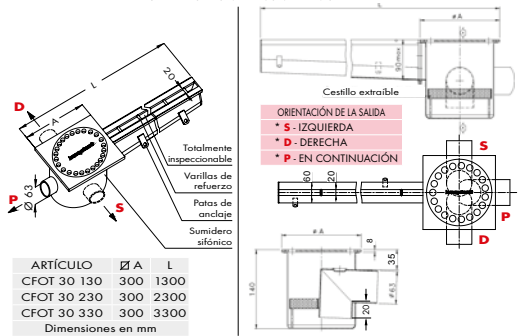 L
20
D
A
P
Ø 63
S
Totalmente
inspeccionable
Varillas de
refuerzo
Patas de
anclaje
Sumidero
sifónico
ARTÍCULO Ø A L
CFOT 30 130 300 1300
CFOT 30 230 300 2300
CFOT 30 330 300 3300
Dimensiones en mm
L
Ø A
90max
Cestillo extraíble
ORIENTACIÓN DE LA SALIDA
* S - IZQUIERDA
* D - DERECHA
* P - EN CONTINUACIÓN
S
60
20
P
D
Ø A
8
35
140
Ø63
20